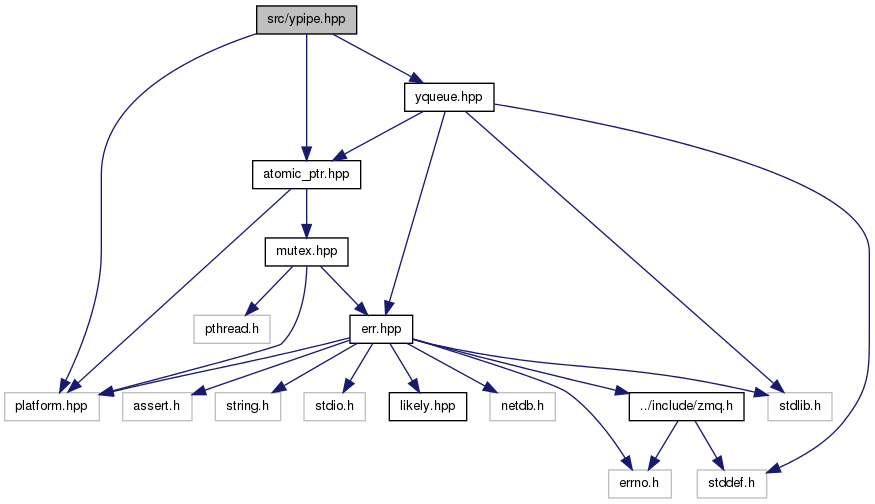 src/ypipe.hpp
yqueue.hpp
atomic_ptr.hpp
mutex.hpp
pthread.h
err.hpp
platform.hpp
assert.h
string.h
stdio.h
likely.hpp
netdb.h
../include/zmq.h
stdlib.h
errno.h
stddef.h